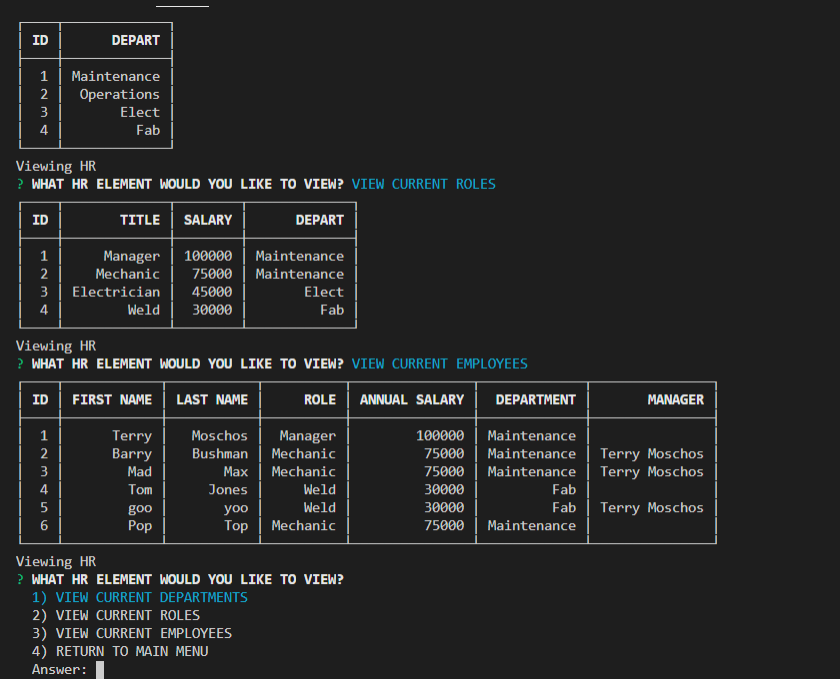 ID DEPART
1 Maintenance
2 Operations
3 Elect
4 Fab
Viewing HR
? WHAT HR ELEMENT WOULD YOU LIKE TO VIEW? VIEW CURRENT ROLES
ID TITLE SALARY DEPART
1 Manager 100000 Maintenance
2 Mechanic 75000 Maintenance
3 Electrician 45000 Elect
4 Weld 30000 Fab
Viewing HR
? WHAT HR ELEMENT WOULD YOU LIKE TO VIEW? VIEW CURRENT EMPLOYEES
ID FIRST NAME LAST NAME ROLE ANNUAL SALARY DEPARTMENT MANAGER
1 Terry Moschos Manager 100000 Maintenance
2 Barry Bushman Mechanic 75000 Maintenance Terry Moschos
3 Mad Max Mechanic 75000 Maintenance Terry Moschos
4 Tom Jones Weld 30000 Fab
5 goo yoo Weld 30000 Fab Terry Moschos
6 Pop Top Mechanic 75000 Maintenance
Viewing HR
? WHAT HR ELEMENT WOULD YOU LIKE TO VIEW?
1) VIEW CURRENT DEPARTMENTS
2) VIEW CURRENT ROLES
3) VIEW CURRENT EMPLOYEES
4) RETURN TO MAIN MENU
Answer: